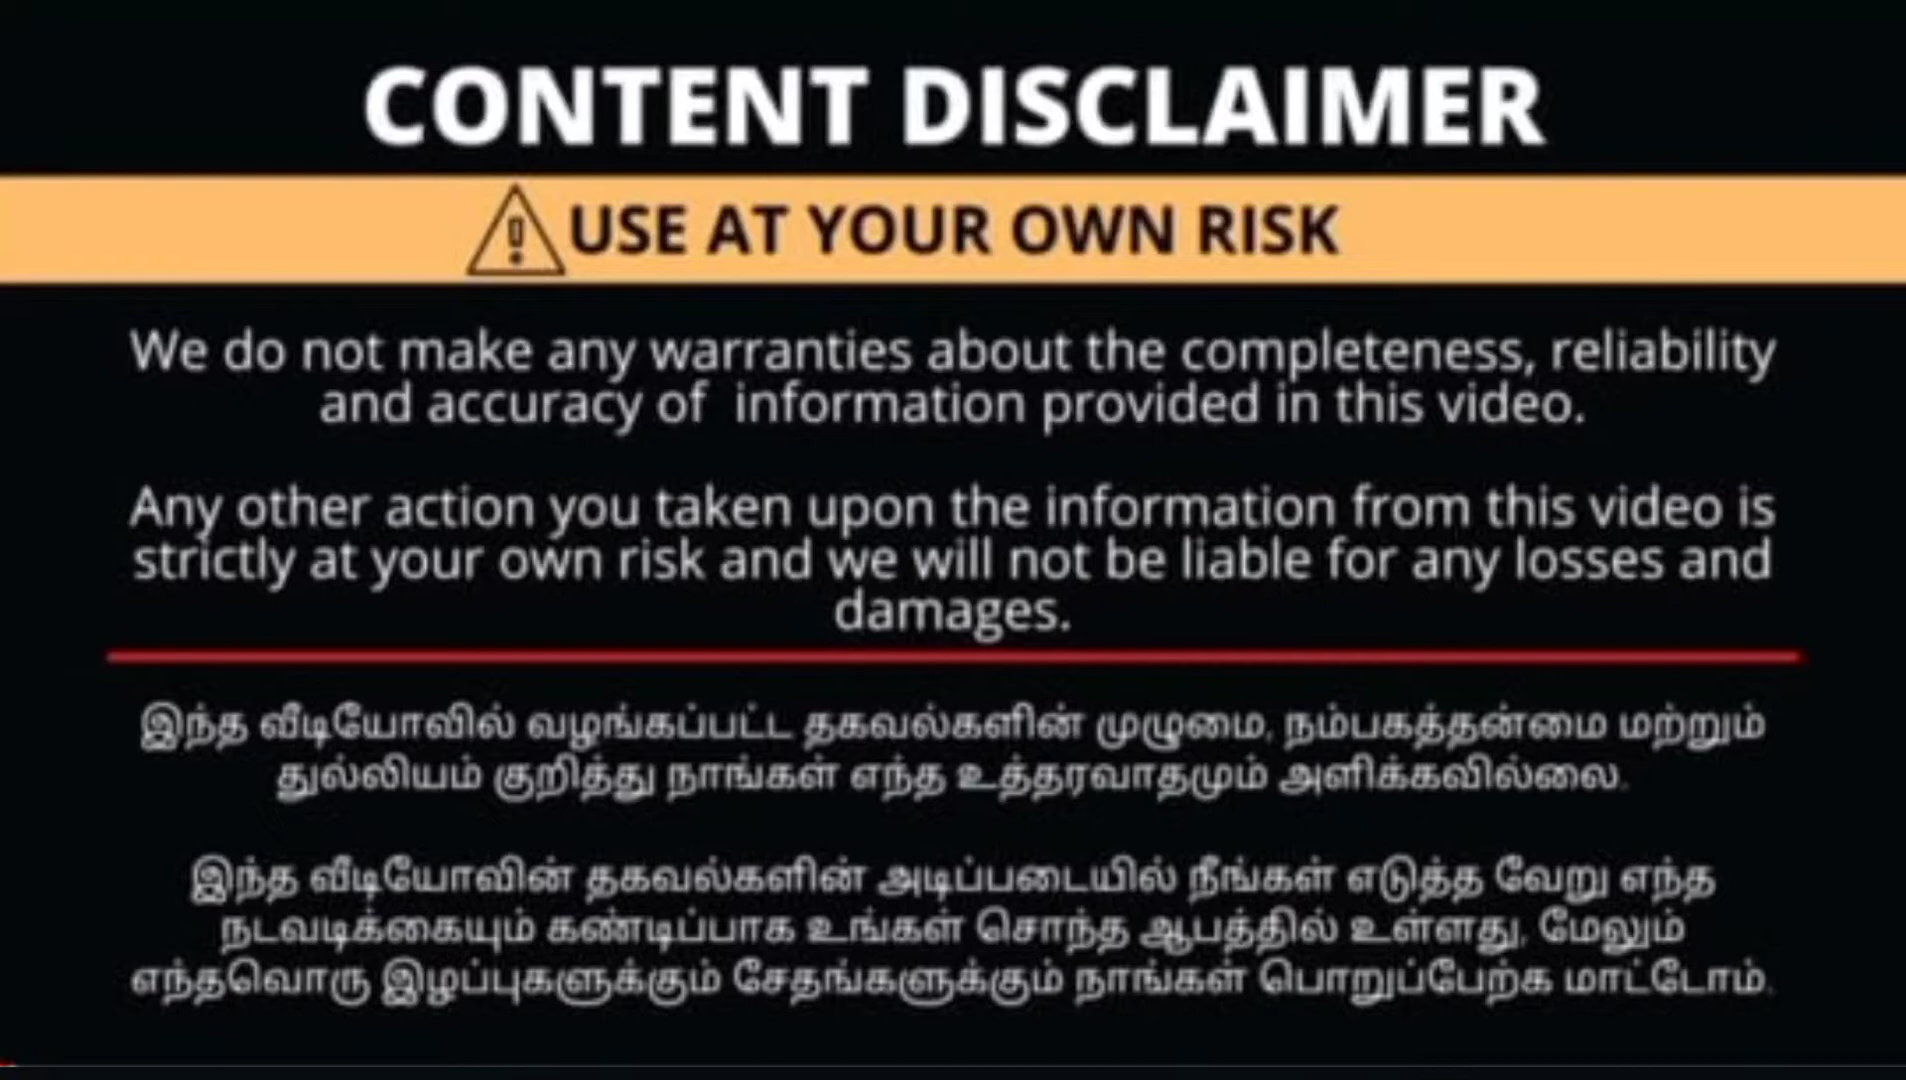 CONTENT DISCLAIMER
USE AT YOUR OWN RISK
We do not make any warranties about the completeness, reliability
and accuracy of information provided in this video.
Any other action you taken upon the information from this video is
strictly at your own risk and we will not be liable for any losses and
damages.
இந்த வீடியோவில் வழங்கப்பட்ட தகவல்களின் முழுமை, நம்பகத்தன்மை மற்றும்
துல்லியம் குறித்து நாங்கள் எந்த உத்தரவாதமும் அளிக்கவில்லை.
இந்த வீடியோவின் தகவல்களின் அடிப்படையில் நீங்கள் எடுத்த வேறு எந்த
நடவடிக்கையும் கண்டிப்பாக உங்கள் சொந்த ஆபத்தில் உள்ளது, மேலும்
எந்தவொரு இழப்புகளுக்கும் சேதங்களுக்கும் நாங்கள் பொறுப்பேற்க மாட்டோம்.